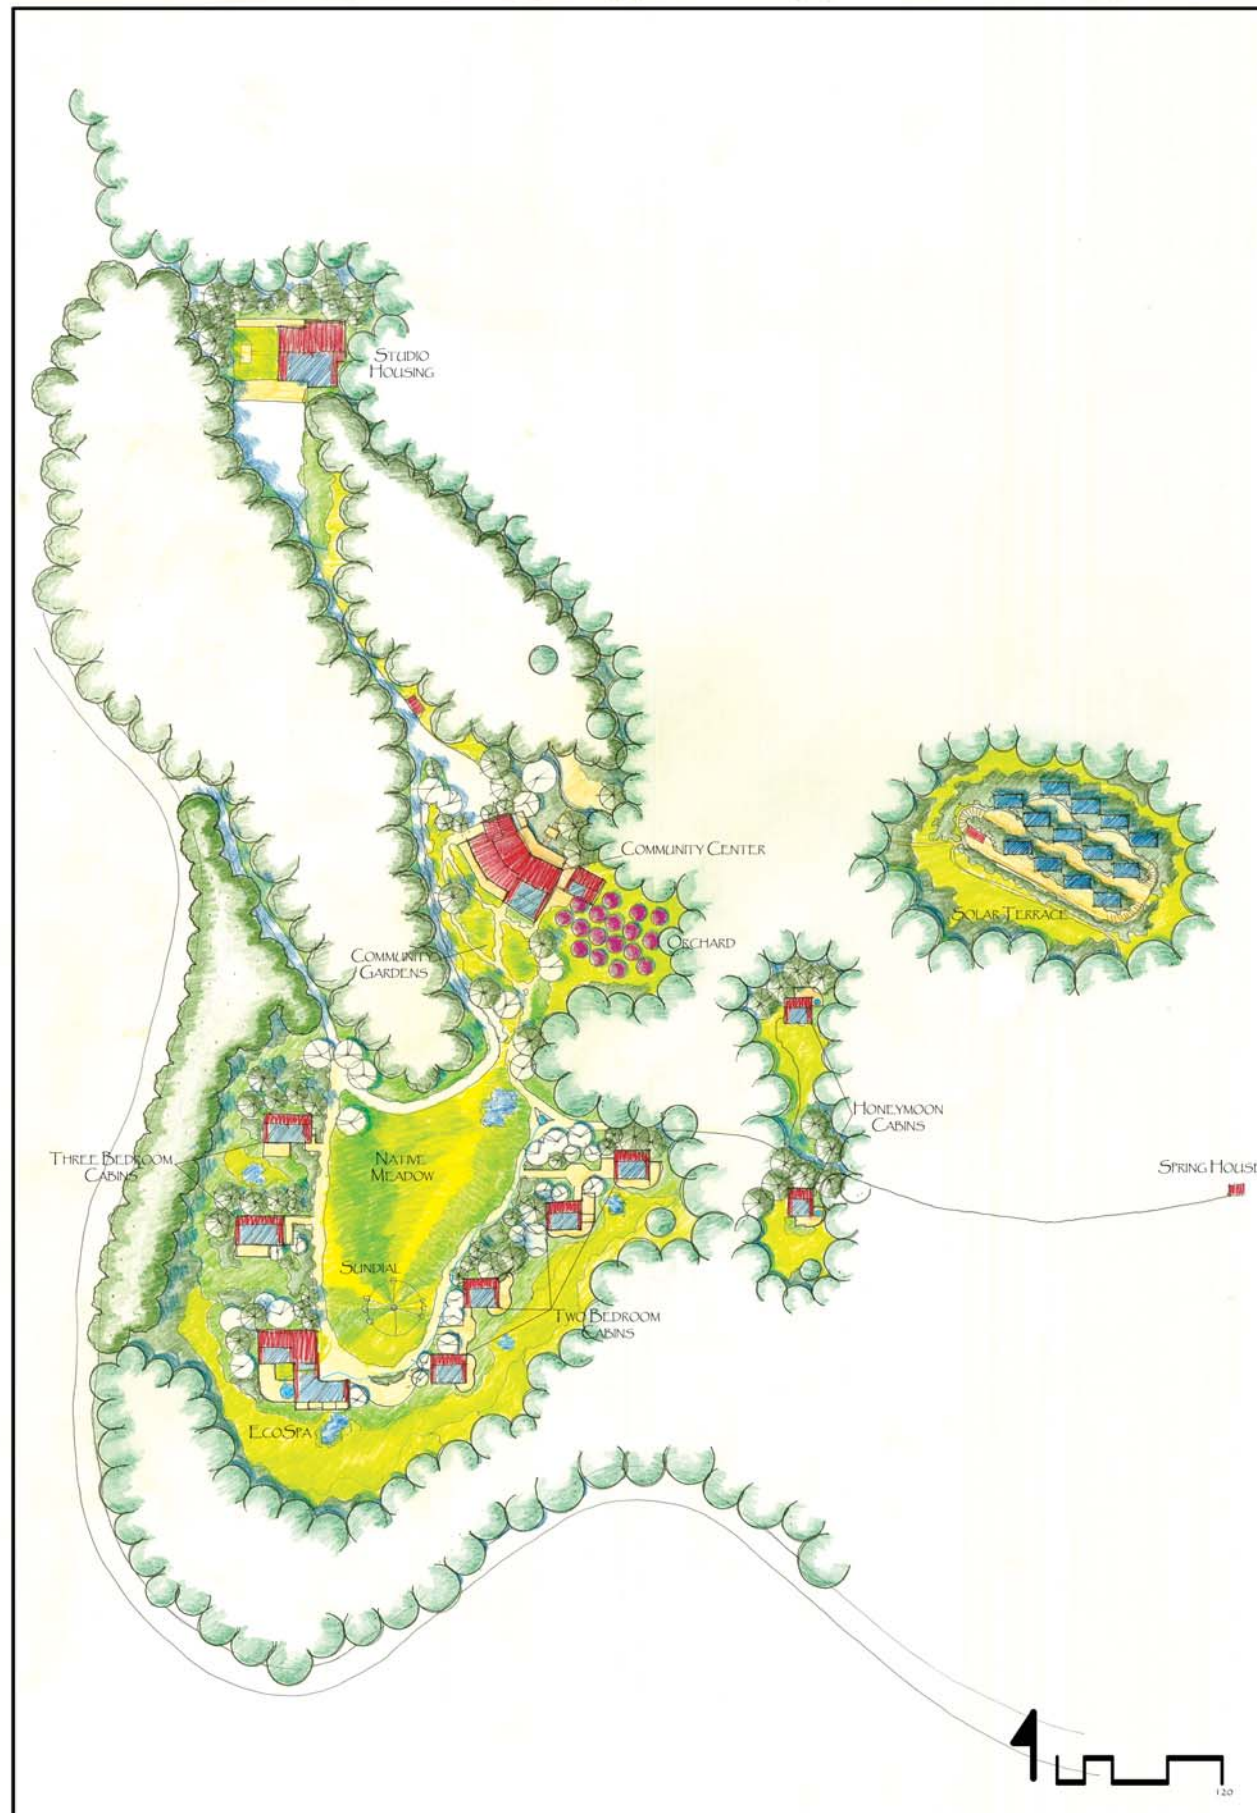 STUDIO
HOUSING
COMMUNITY CENTER
SOLAR TERRACE
ORCHARD
COMMUNITY
GARDENS
HONEYMOON
CABINS
THREE BEDROOM
CABINS
NATIVE
MEADOW
SPRING HOUSE
SUNDIAL
TWO BEDROOM
CABINS
ECOSPA
120